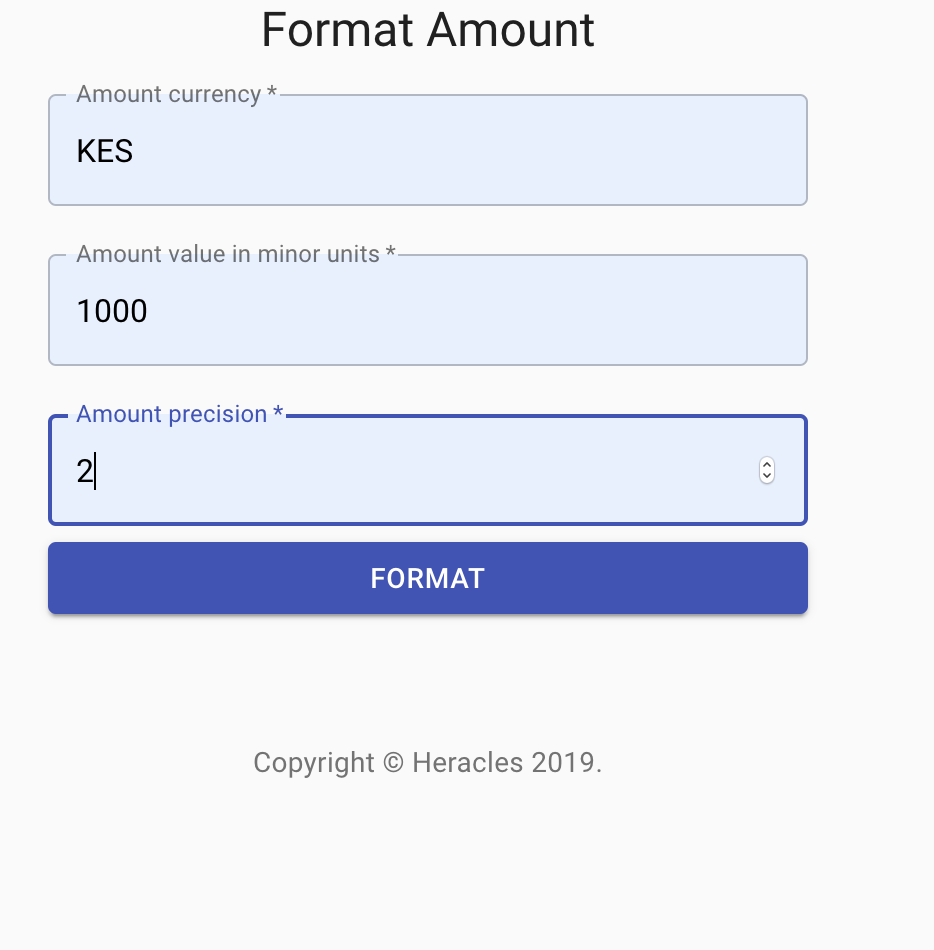 Format Amount
Amount currency *
KES
Amount value in minor units *
1000
Amount precision *
2
FORMAT
Copyright © Heracles 2019.